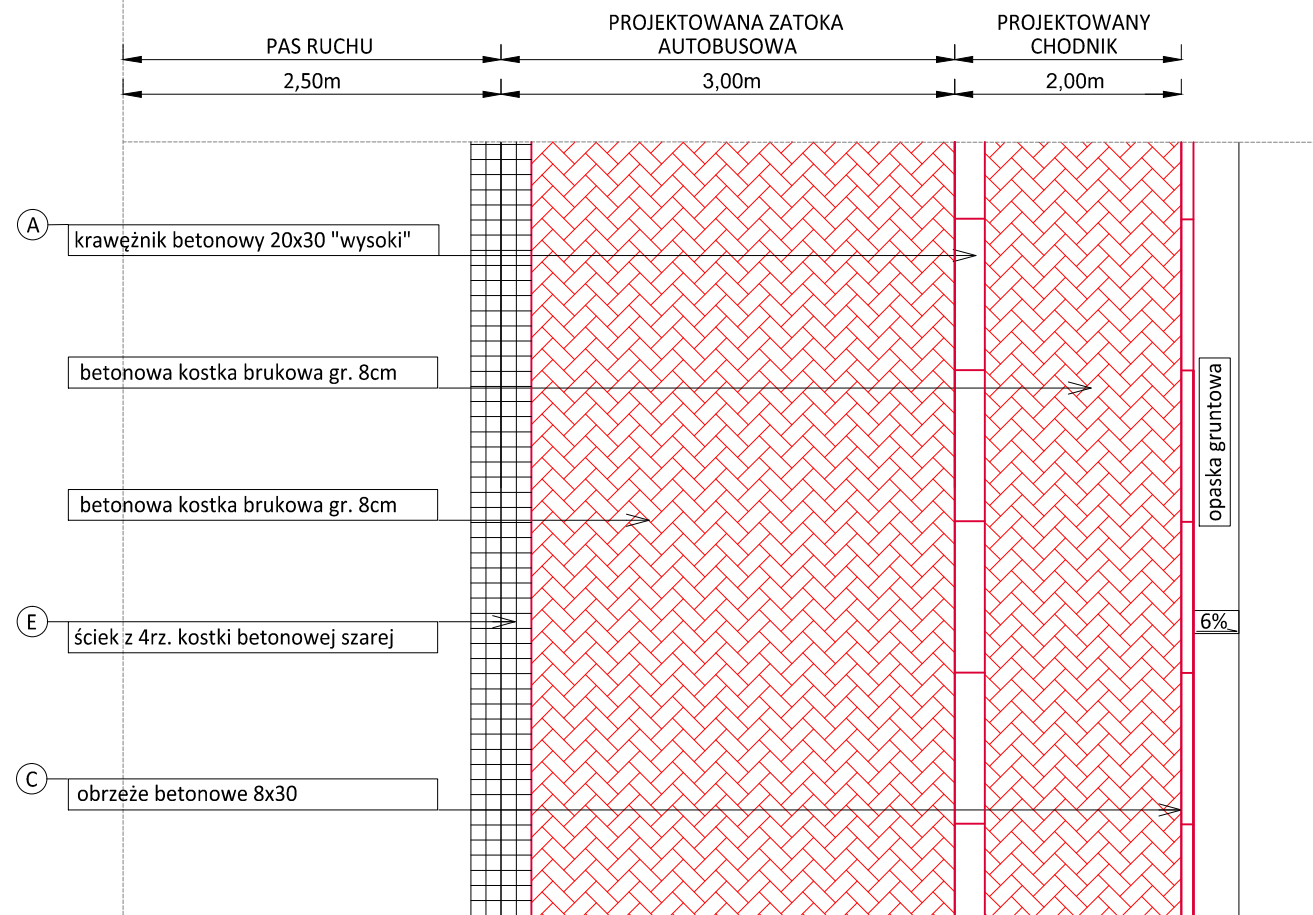 PAS RUCHU
PROJEKTOWANA ZATOKA
AUTOBUSOWA
PROJEKTOWANY
CHODNIK
2,50m
3,00m
2,00m
A
krawężnik betonowy 20x30 "wysoki"
betonowa kostka brukowa gr. 8cm
opaska gruntowa
betonowa kostka brukowa gr. 8cm
E
ściek z 4rz. kostki betonowej szarej
6%
C
obrzeże betonowe 8x30